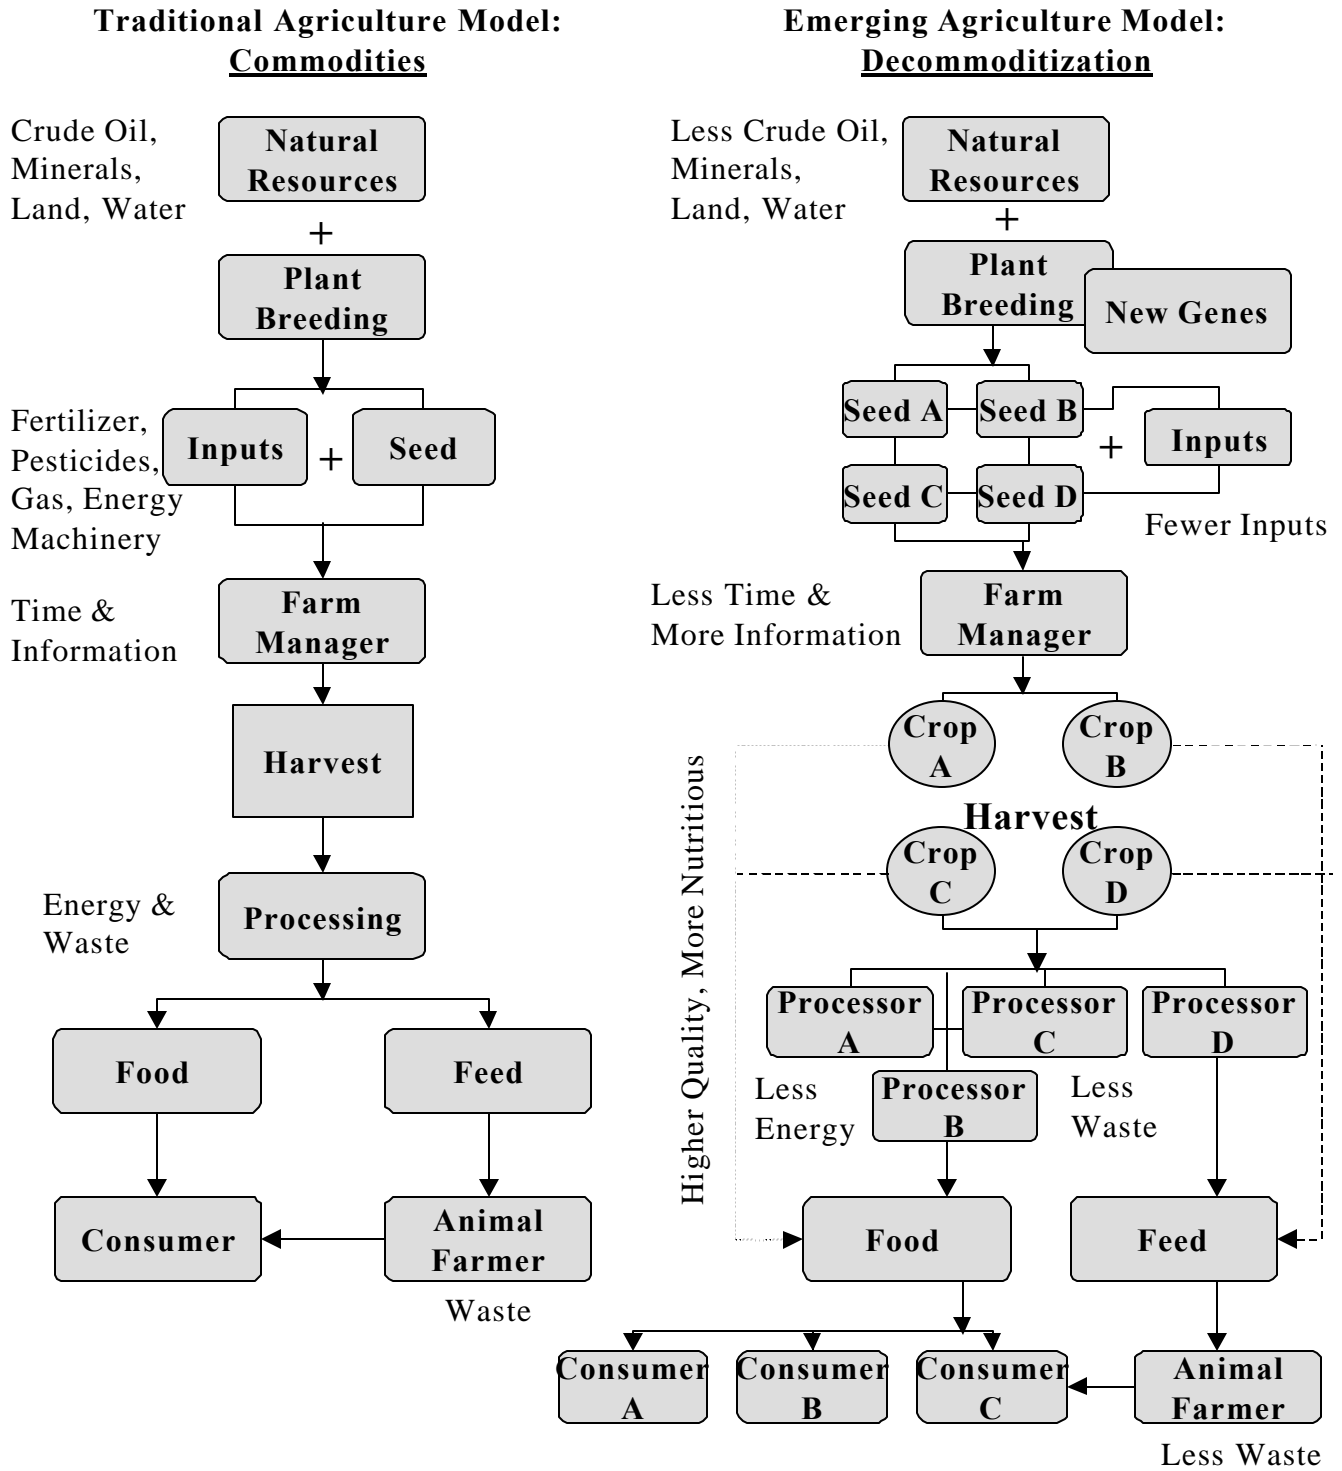 Traditional Agriculture Model:
Commodities
Crude Oil,
Minerals,
Land, Water
Natural
Resources
+
Plant
Breeding
Fertilizer,
Pesticides,
Gas, Energy
Machinery
Inputs
+
Seed
Time &
Information
Farm
Manager
Harvest
Energy &
Waste
Processing
Food
Feed
Consumer
Animal
Farmer
Waste
Emerging Agriculture Model:
Decommoditization
Less Crude Oil,
Minerals,
Land, Water
Natural
Resources
+
Plant
Breeding
New Genes
Seed A
Seed B
Seed C
Seed D
+
Inputs
Fewer Inputs
Less Time &
More Information
Farm
Manager
Crop
A
Crop
B
Harvest
Crop
C
Crop
D
Higher Quality, More Nutritious
Processor
A
Processor
C
Processor
D
Less
Energy
Processor
B
Less
Waste
Food
Feed
Consumer
A
Consumer
B
Consumer
C
Animal
Farmer
Less Waste